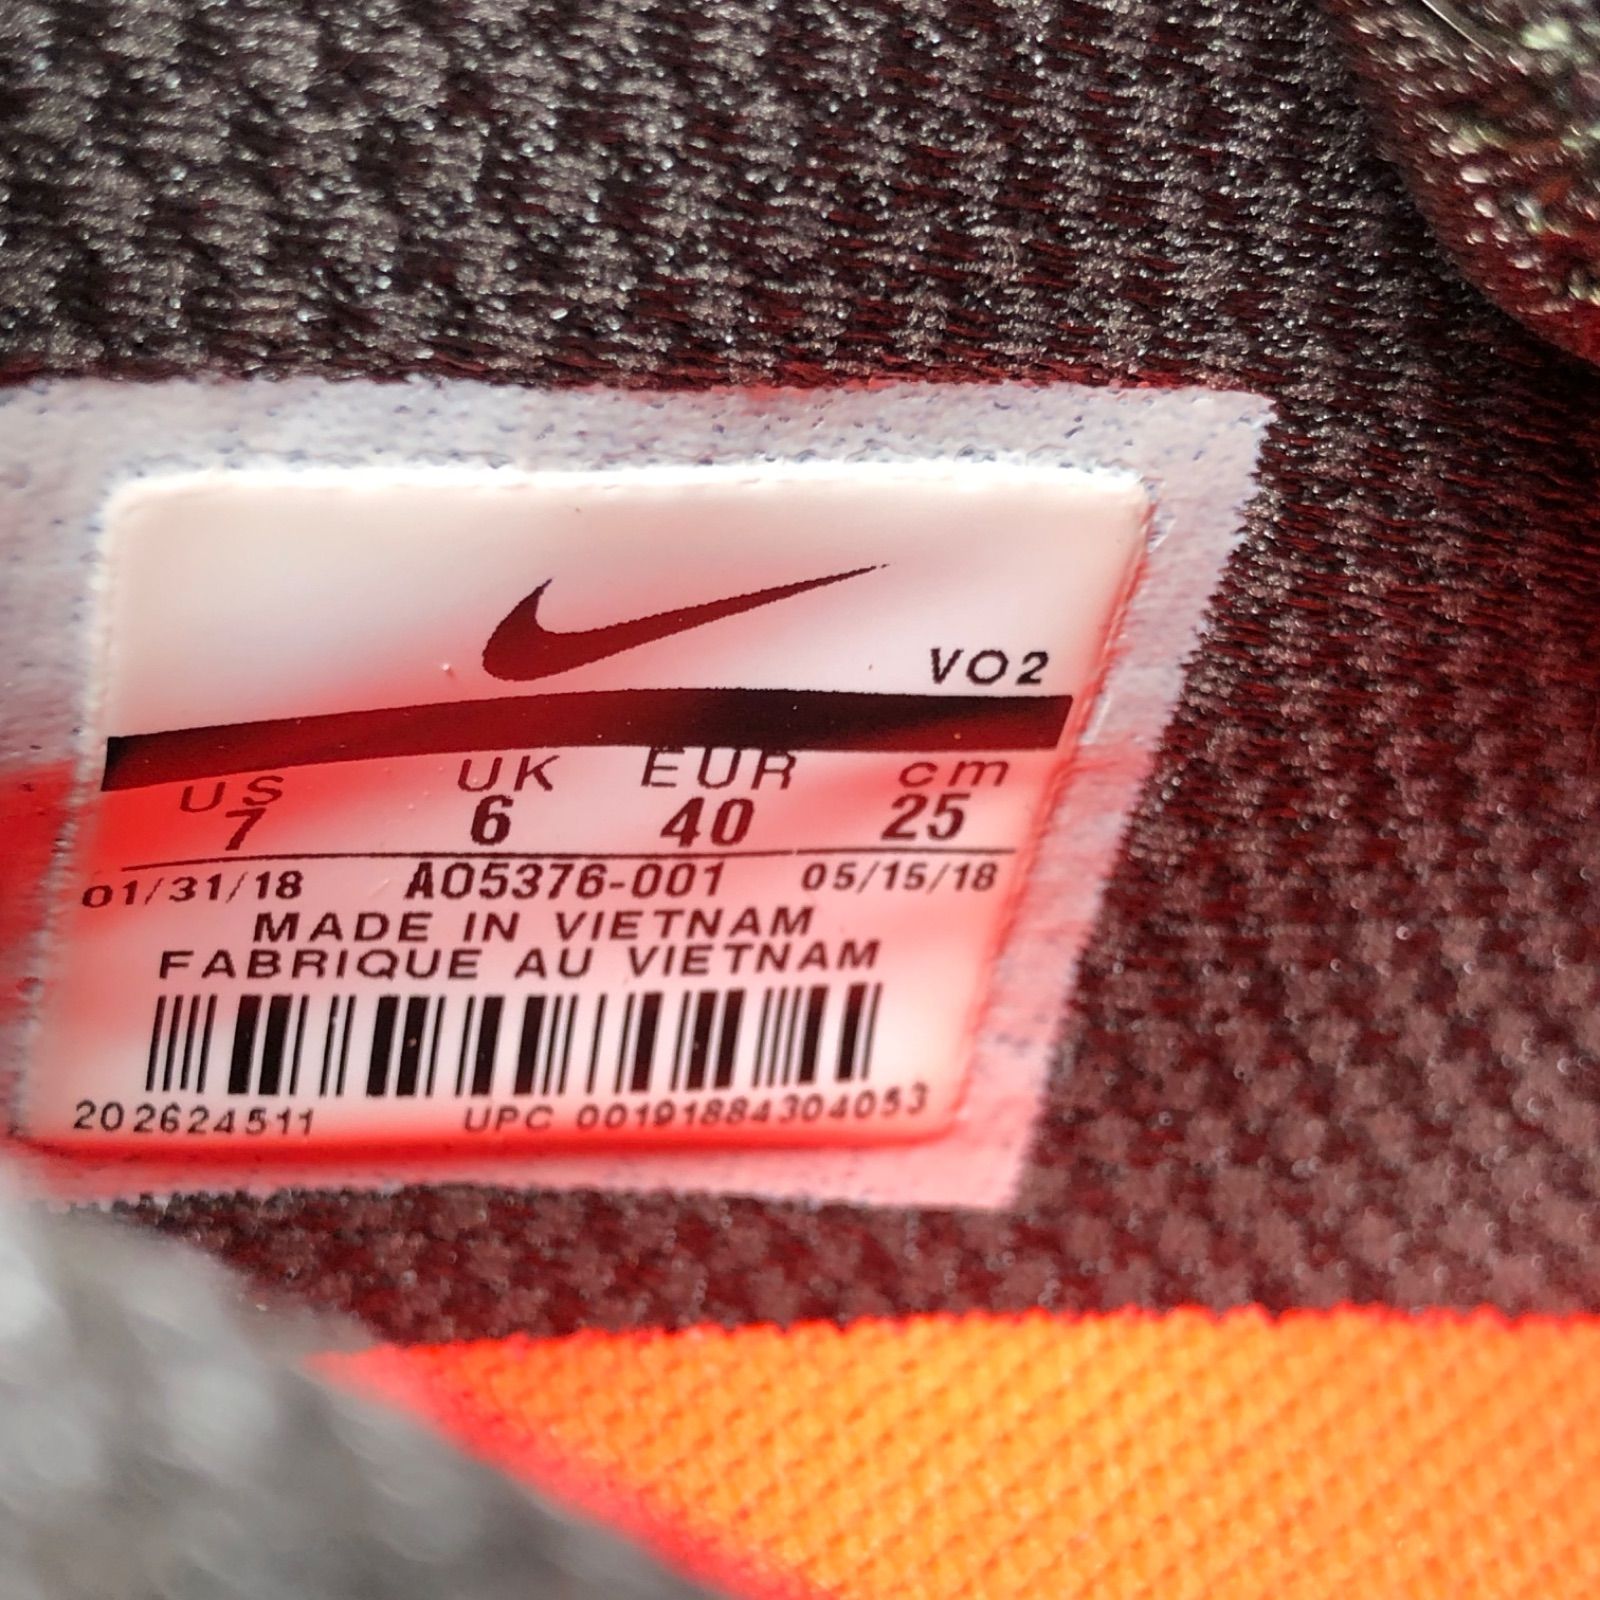 VO2
US UK EUR cm
7 6 40 25
01/31/18 AO5376-001 05/15/18
MADE IN VIETNAM
FABRIQUE AU VIETNAM
202624511 UPC 00191884304053